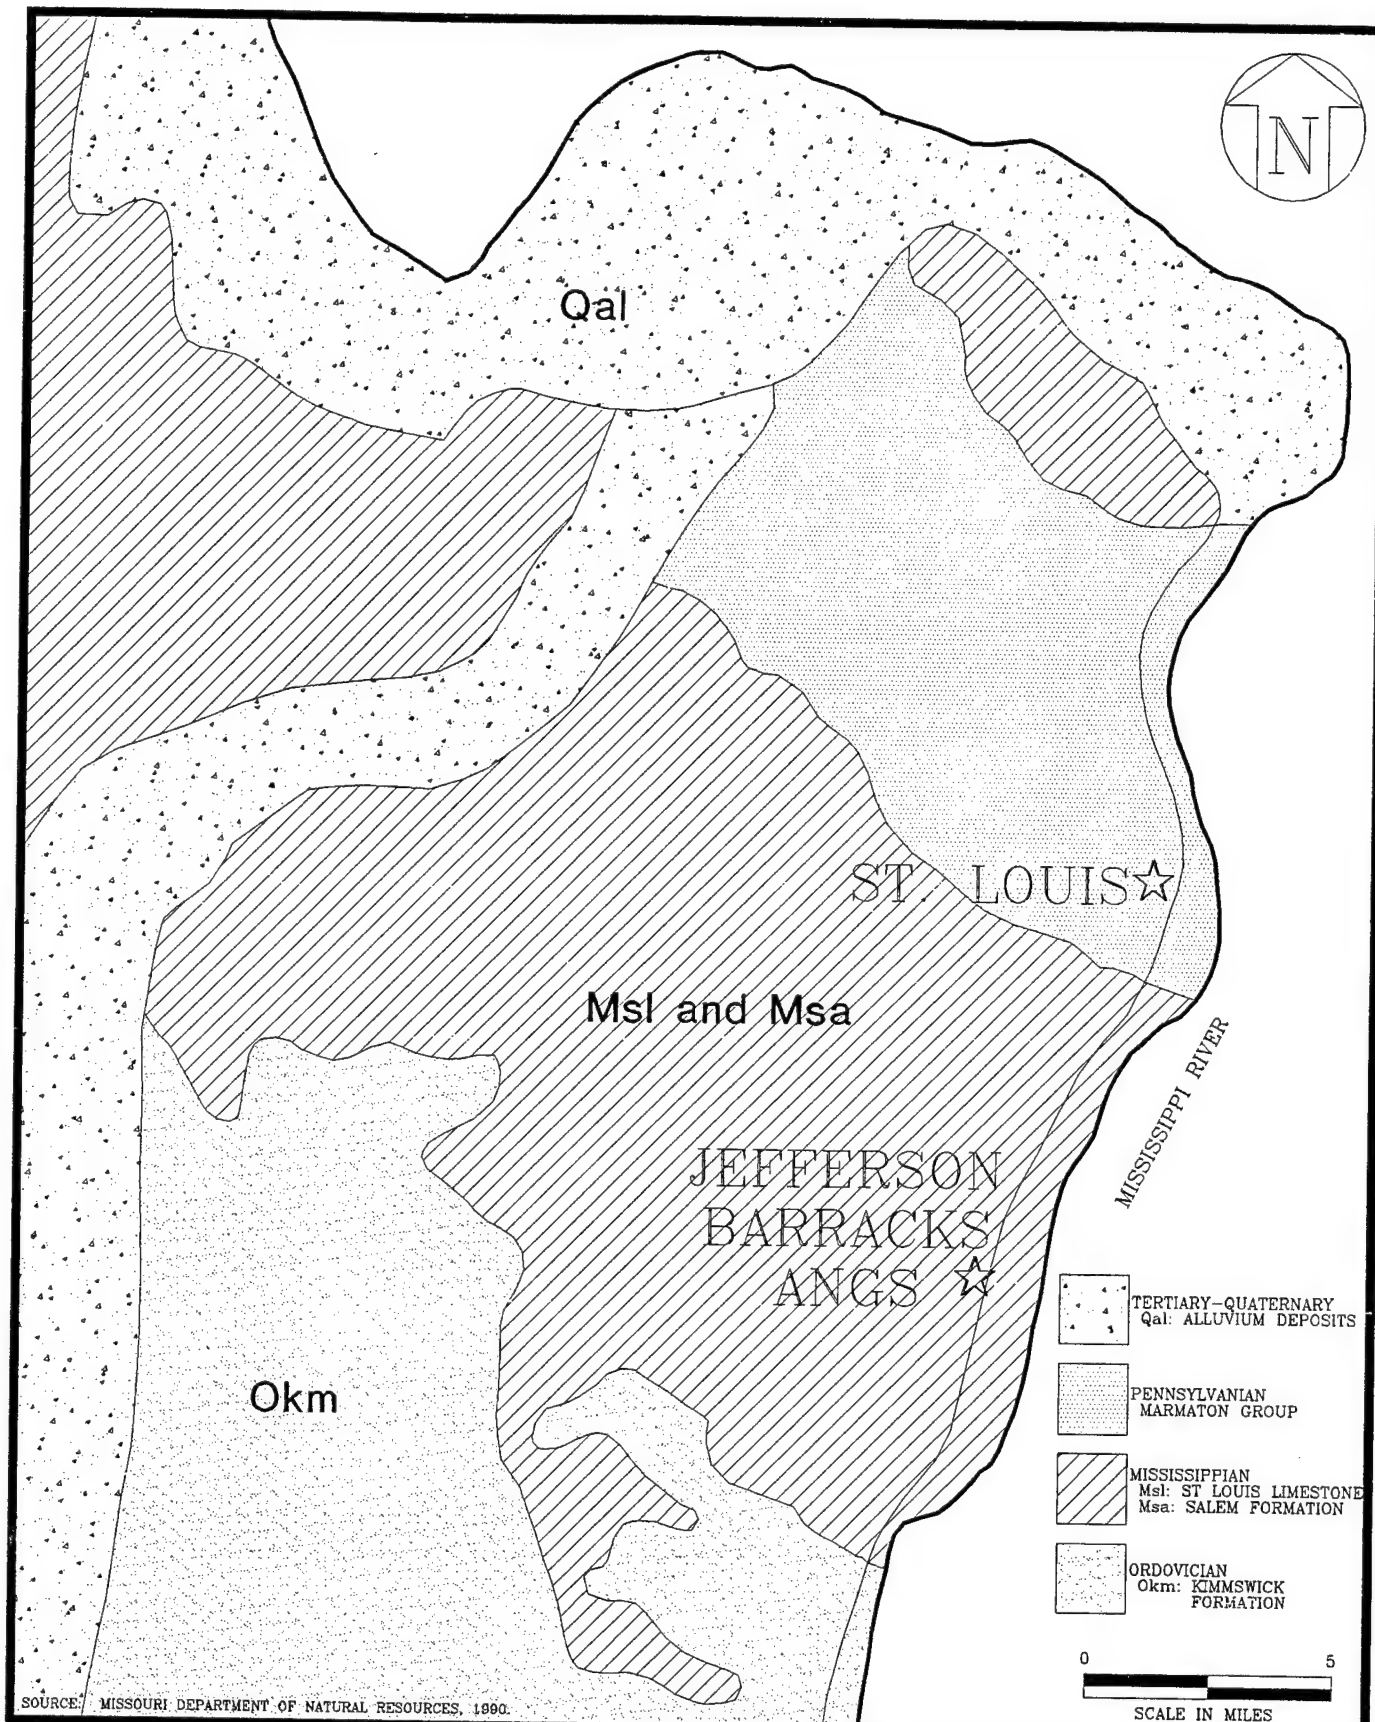 N
Qal
ST. LOUIS
Msl and Msa
MISSISSIPPI RIVER
JEFFERSON
BARRACKS
ANGS
Okm
TERTIARY-QUATERNARY
Qal: ALLUVIUM DEPOSITS
PENNSYLVANIAN
MARMATON GROUP
MISSISSIPPIAN
Msl: ST LOUIS LIMESTONE
Msa: SALEM FORMATION
ORDOVICIAN
Okm: KIMMSWICK
FORMATION
0 5
SCALE IN MILES
SOURCE: MISSOURI DEPARTMENT OF NATURAL RESOURCES, 1990.